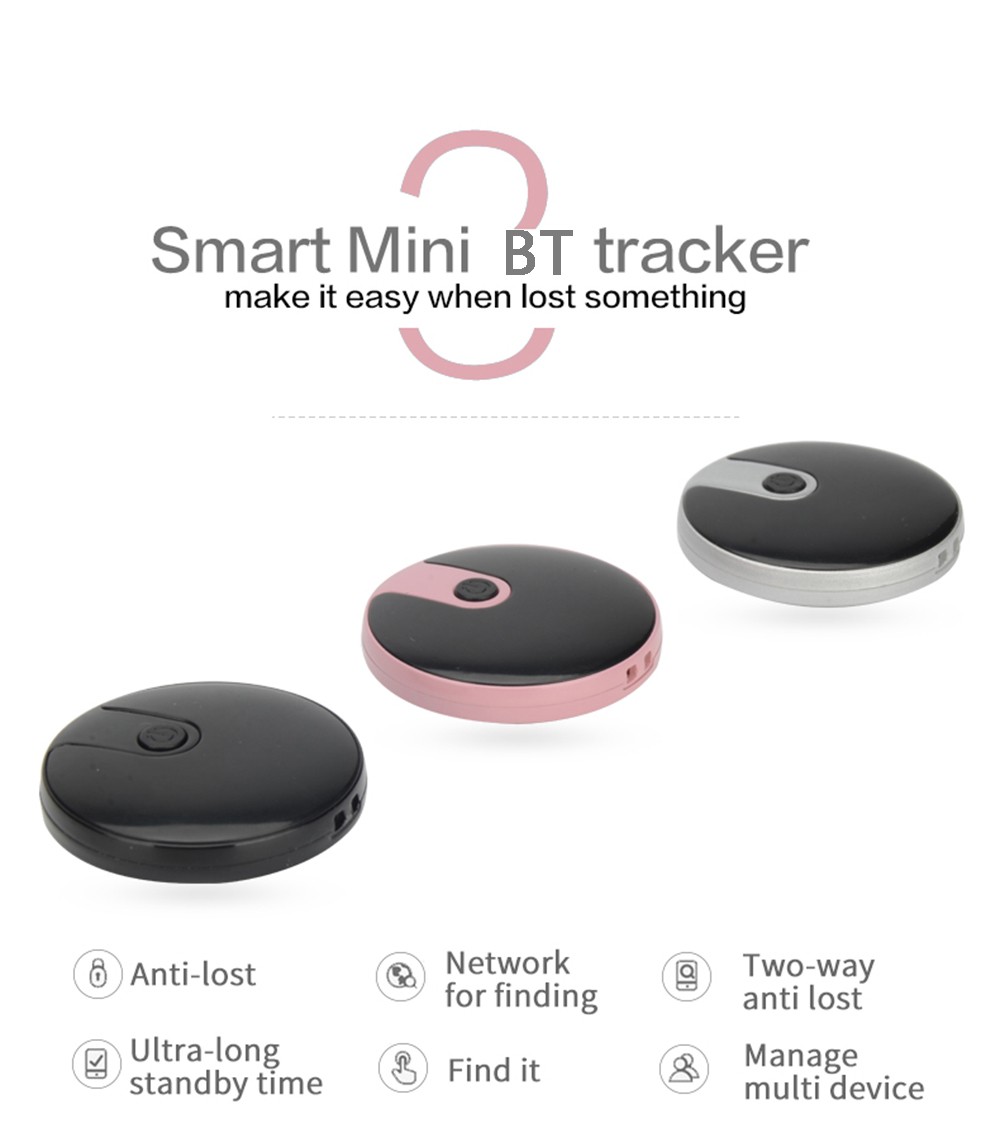 3
Smart Mini BT tracker
make it easy when lost something
Anti-lost
Network
for finding
Two-way
anti lost
Ultra-long
standby time
Find it
Manage
multi device